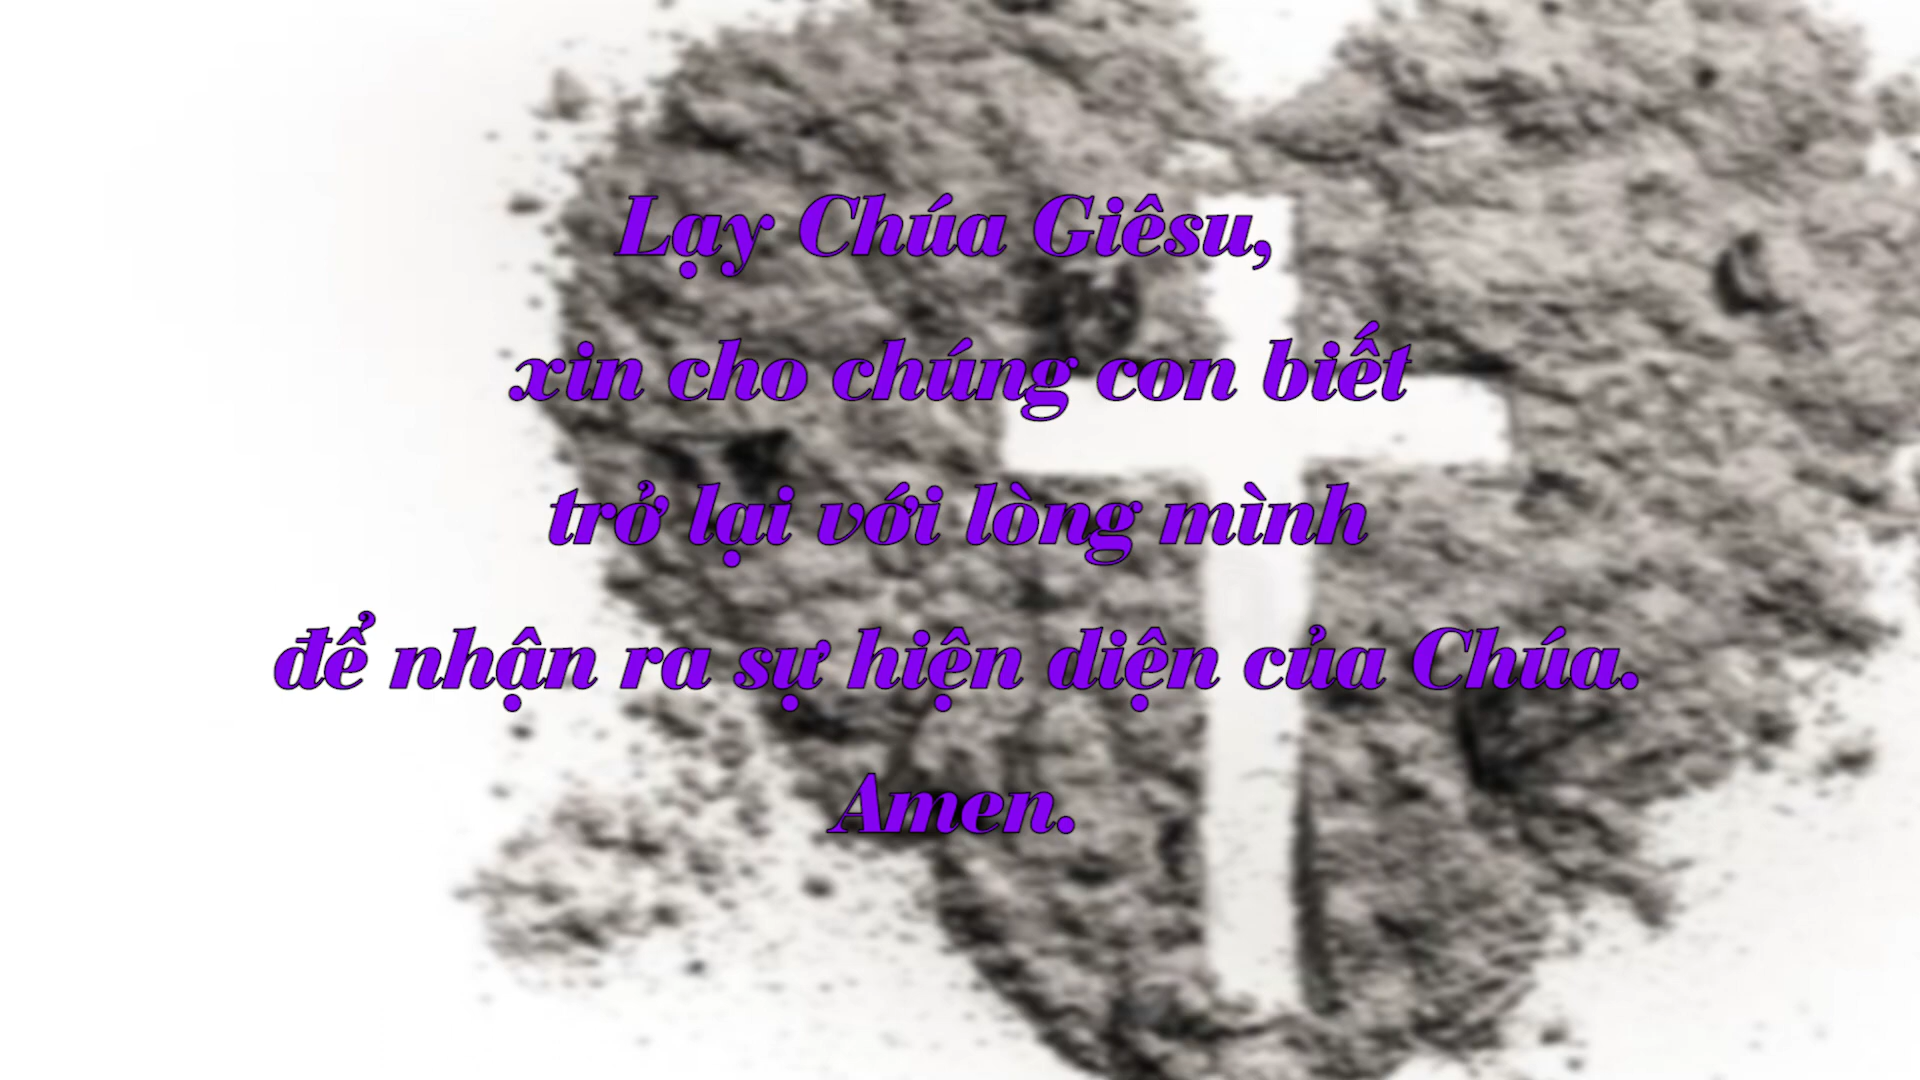 Lạy Chúa Giêsu,
xin cho chúng con biết
trở lại với lòng mình
để nhận ra sự hiện diện của Chúa.
Amen.